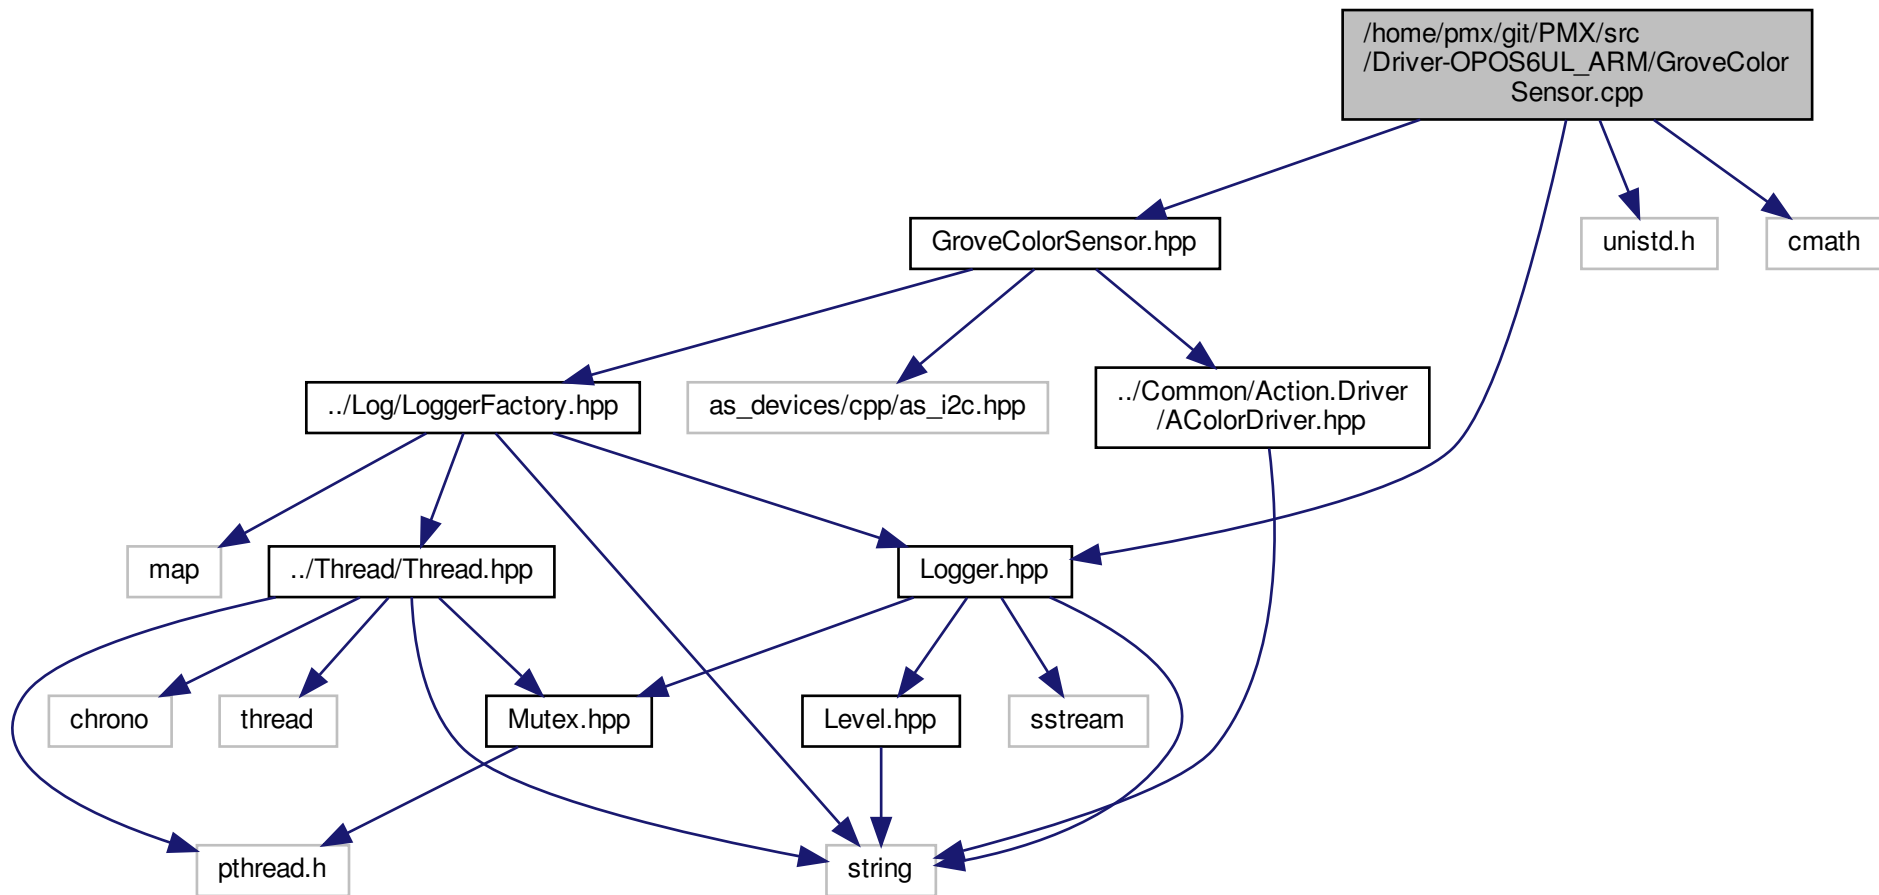 /home/pmx/git/PMX/src
/Driver-OPOS6UL_ARM/GroveColor
Sensor.cpp
GroveColorSensor.hpp
unistd.h
cmath
../Log/LoggerFactory.hpp
as_devices/cpp/as_i2c.hpp
../Common/Action.Driver
/AColorDriver.hpp
map
../Thread/Thread.hpp
Logger.hpp
chrono
thread
Mutex.hpp
Level.hpp
sstream
pthread.h
string